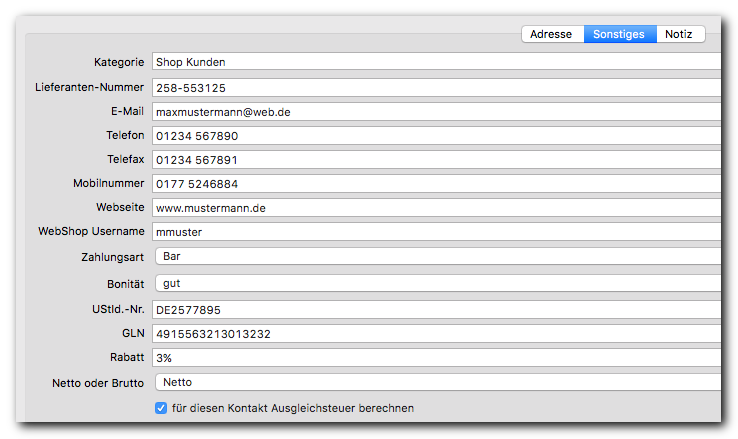 Adresse Sonstiges Notiz
Kategorie Shop Kunden
Lieferanten-Nummer 258-553125
E-Mail maxmustermann@web.de
Telefon 01234 567890
Telefax 01234 567891
Mobilnummer 0177 5246884
Webseite www.mustermann.de
WebShop Username mmuster
Zahlungsart Bar
Bonität gut
UStId.-Nr. DE2577895
GLN 4915563213013232
Rabatt 3%
Netto oder Brutto Netto
für diesen Kontakt Ausgleichsteuer berechnen